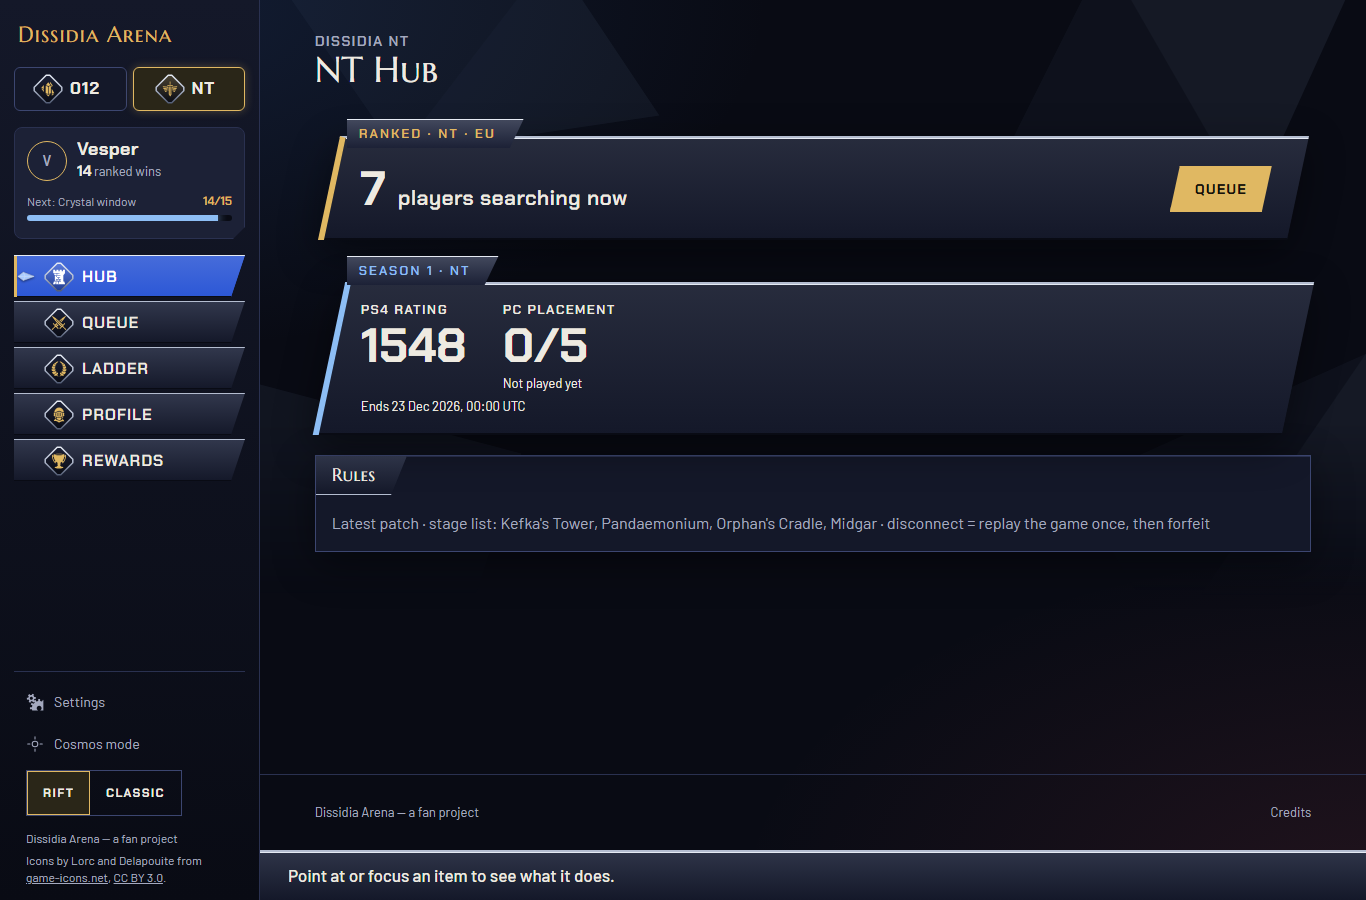 Dissidia Arena
012
NT
V
Vesper
14 ranked wins
Next: Crystal window 14/15
HUB
QUEUE
LADDER
PROFILE
REWARDS
Settings
Cosmos mode
RIFT CLASSIC
Dissidia Arena — a fan project
Icons by Lorc and Delapouite from
game-icons.net, CC BY 3.0.
DISSIDIA NT
NT Hub
RANKED · NT · EU
7 players searching now
QUEUE
SEASON 1 · NT
PS4 RATING PC PLACEMENT
1548 0/5
Not played yet
Ends 23 Dec 2026, 00:00 UTC
Rules
Latest patch · stage list: Kefka's Tower, Pandaemonium, Orphan's Cradle, Midgar · disconnect = replay the game once, then forfeit
Dissidia Arena — a fan project Credits
Point at or focus an item to see what it does.